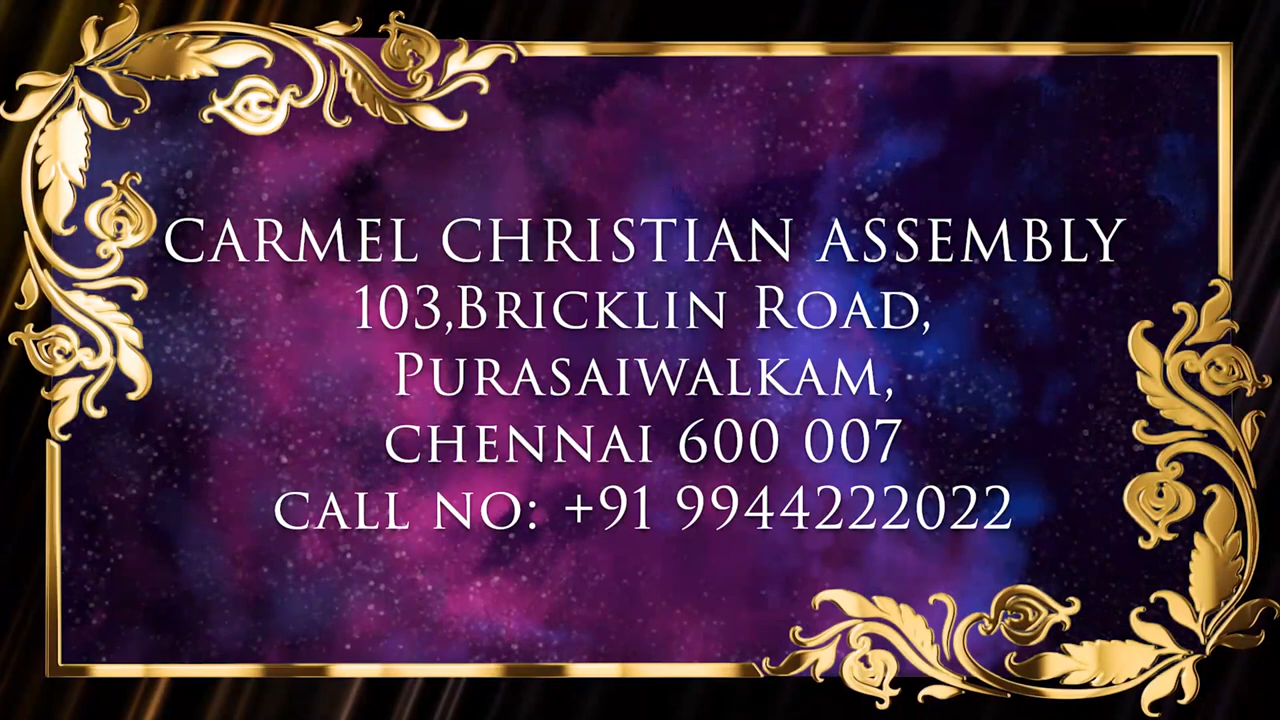 CARMEL CHRISTIAN ASSEMBLY
103,Bricklin Road,
Purasaiwalkam,
chennai 600 007
call no: +91 9944222022